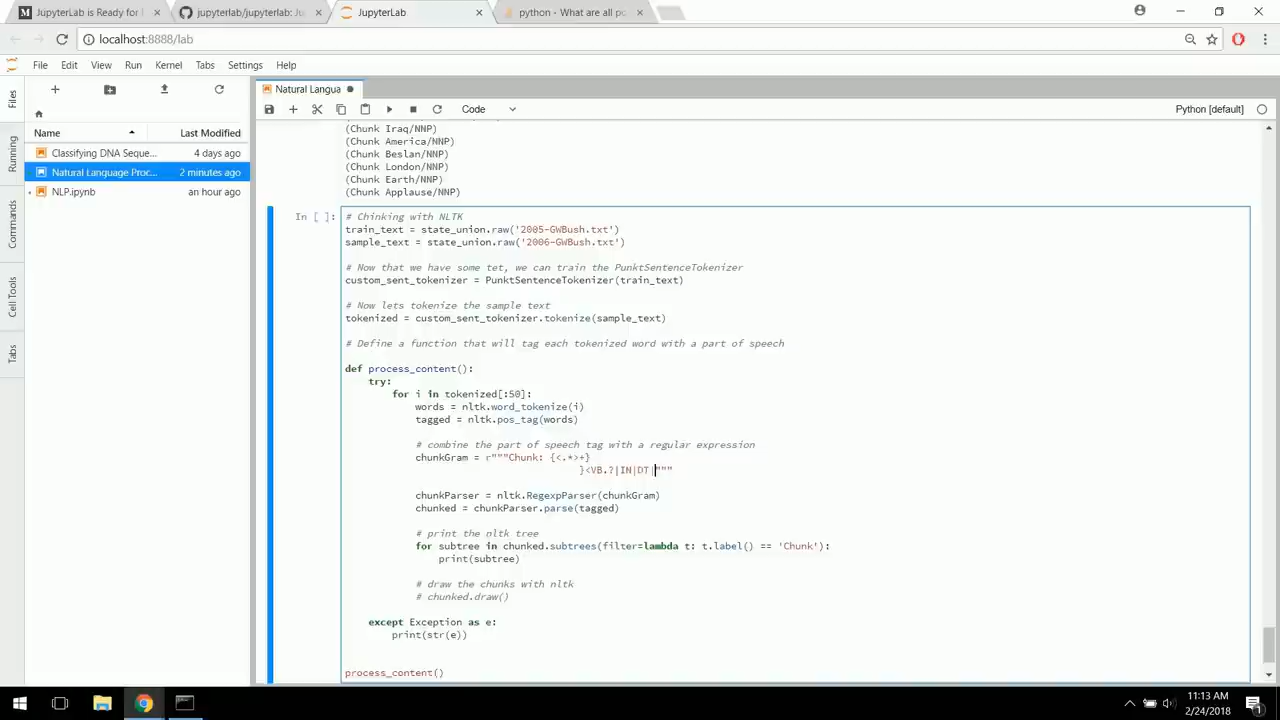 JupyterLab is Ready for
jupyterlab/jupyterlab: J
JupyterLab
python - What are all po
localhost:8888/lab
File Edit View Run Kernel Tabs Settings Help
Natural Langua
Code
Python [default]
Files
Running
Commands
Cell Tools
Tabs
Name Last Modified
Classifying DNA Seque... 4 days ago
Natural Language Proc... 2 minutes ago
NLP.ipynb an hour ago
(Chunk Iraq/NNP)
(Chunk America/NNP)
(Chunk Beslan/NNP)
(Chunk London/NNP)
(Chunk Earth/NNP)
(Chunk Applause/NNP)
In [ ]:
# Chinking with NLTK
train_text = state_union.raw('2005-GWBush.txt')
sample_text = state_union.raw('2006-GWBush.txt')
# Now that we have some tet, we can train the PunktSentenceTokenizer
custom_sent_tokenizer = PunktSentenceTokenizer(train_text)
# Now lets tokenize the sample text
tokenized = custom_sent_tokenizer.tokenize(sample_text)
# Define a function that will tag each tokenized word with a part of speech
def process_content():
try:
for i in tokenized[:50]:
words = nltk.word_tokenize(i)
tagged = nltk.pos_tag(words)
# combine the part of speech tag with a regular expression
chunkGram = r"""Chunk: {<.*>+}
}<VB.?|IN|DT|"""
chunkParser = nltk.RegexpParser(chunkGram)
chunked = chunkParser.parse(tagged)
# print the nltk tree
for subtree in chunked.subtrees(filter=lambda t: t.label() == 'Chunk'):
print(subtree)
# draw the chunks with nltk
# chunked.draw()
except Exception as e:
print(str(e))
process_content()
11:13 AM
2/24/2018